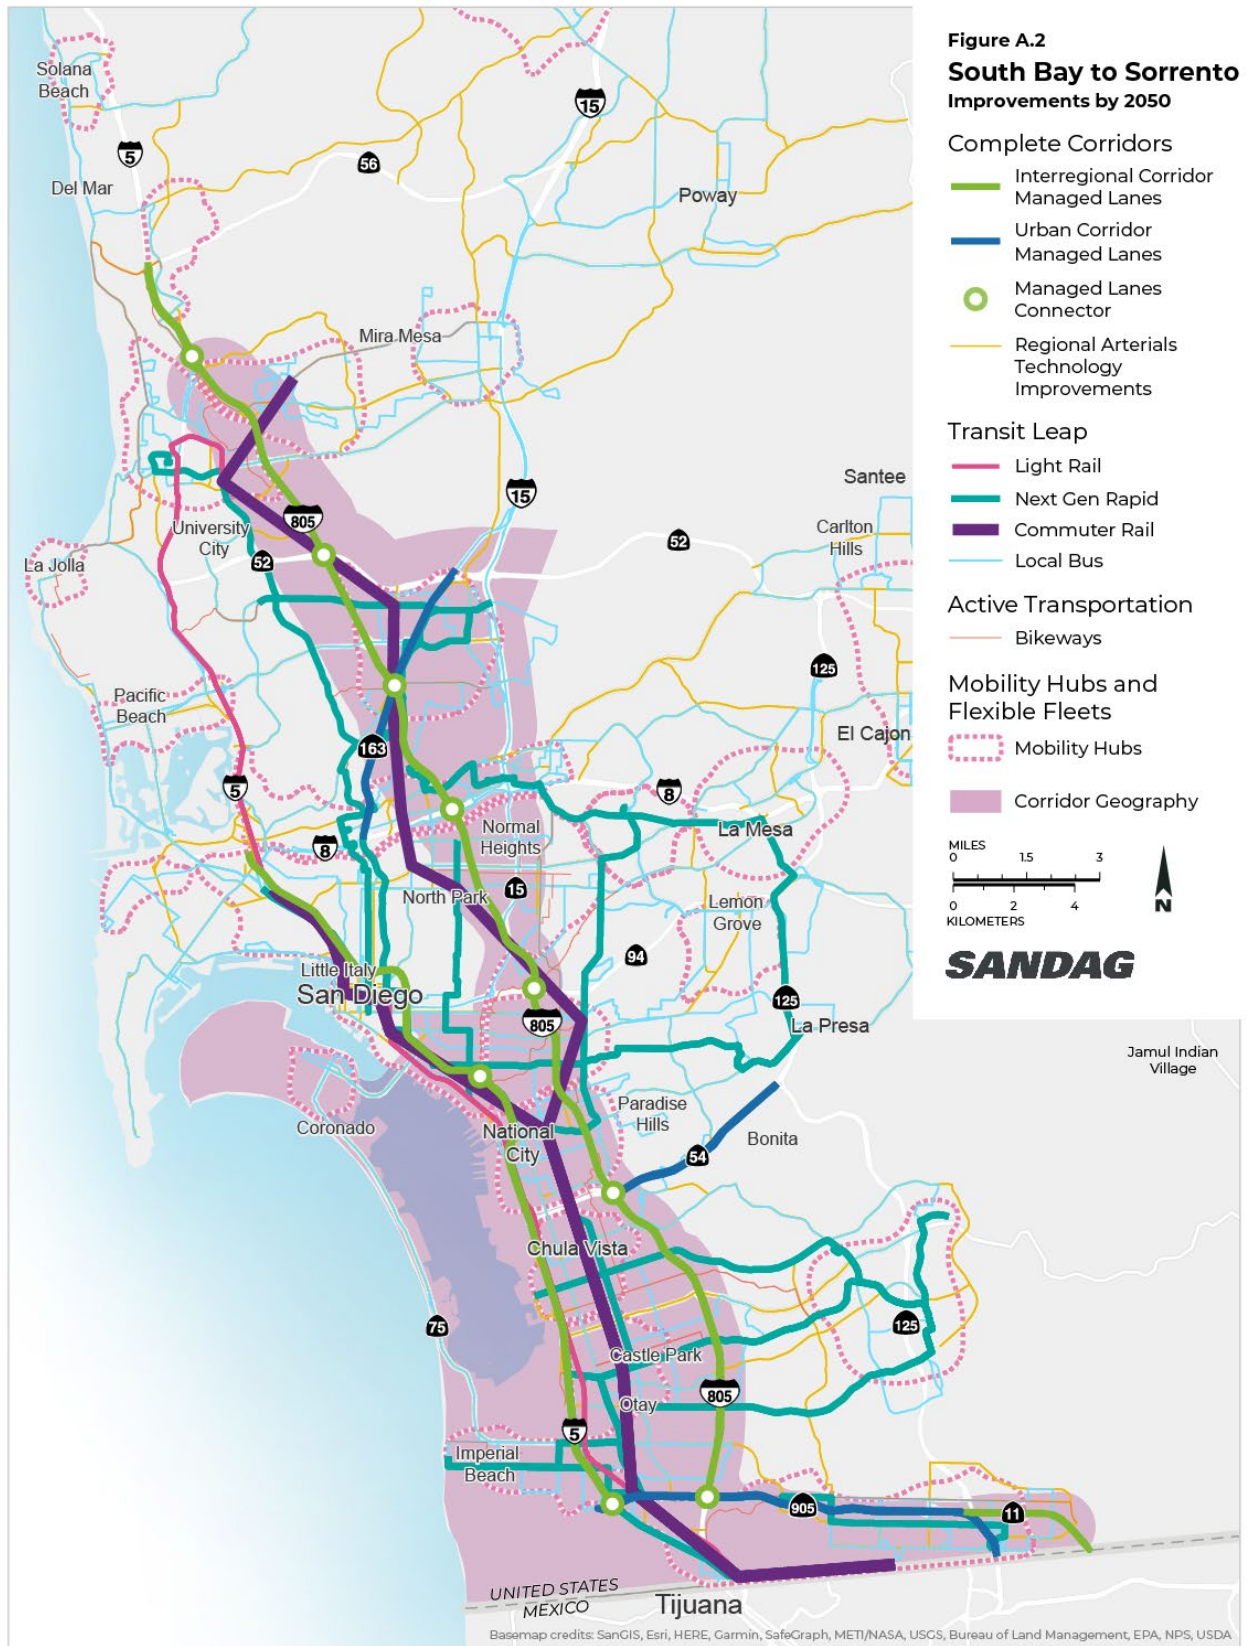 Figure A.2
South Bay to Sorrento
Improvements by 2050
Complete Corridors
Interregional Corridor
Managed Lanes
Urban Corridor
Managed Lanes
Managed Lanes
Connector
Regional Arterials
Technology
Improvements
Transit Leap
Light Rail
Next Gen Rapid
Commuter Rail
Local Bus
Active Transportation
Bikeways
Mobility Hubs and
Flexible Fleets
Mobility Hubs
Corridor Geography
MILES
0 1.5 3
0 2 4
KILOMETERS
N
SANDAG
Solana
Beach
15
5
56
Del Mar
Poway
Mira Mesa
Santee
15
805
University
City
Carlton
Hills
52
52
La Jolla
125
Pacific
Beach
El Cajon
163
5
8
La Mesa
Normal
Heights
8
15
North Park
Lemon
Grove
94
Little Italy
San Diego
125
805
La Presa
Jamul Indian
Village
Paradise
Hills
Coronado
National
City
Bonita
54
Chula Vista
75
125
Castle Park
805
Otay
5
Imperial
Beach
905
11
UNITED STATES
MEXICO
Tijuana
Basemap credits: SanGIS, Esri, HERE, Garmin, SafeGraph, METI/NASA, USGS, Bureau of Land Management, EPA, NPS, USDA